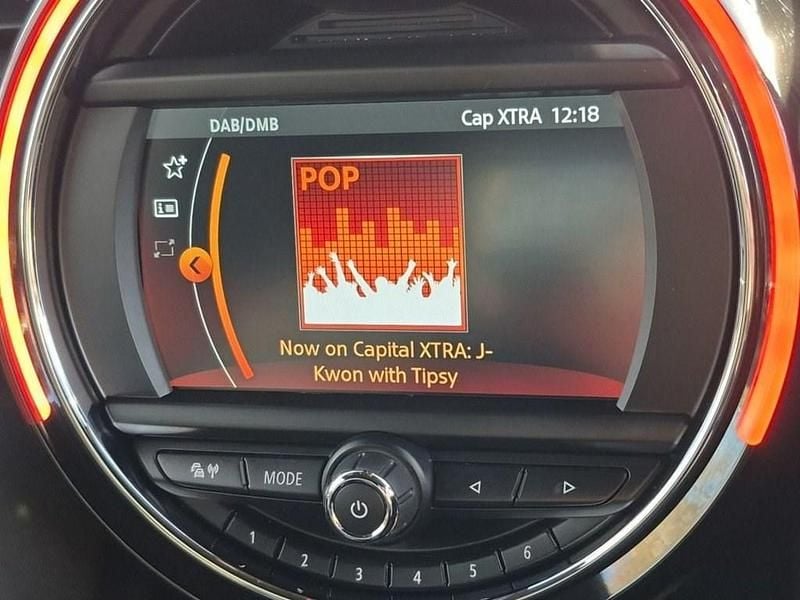 DAB/DMB
Cap XTRA 12:18
POP
Now on Capital XTRA: J-
Kwon with Tipsy
MODE
1
2
3
4
5
6